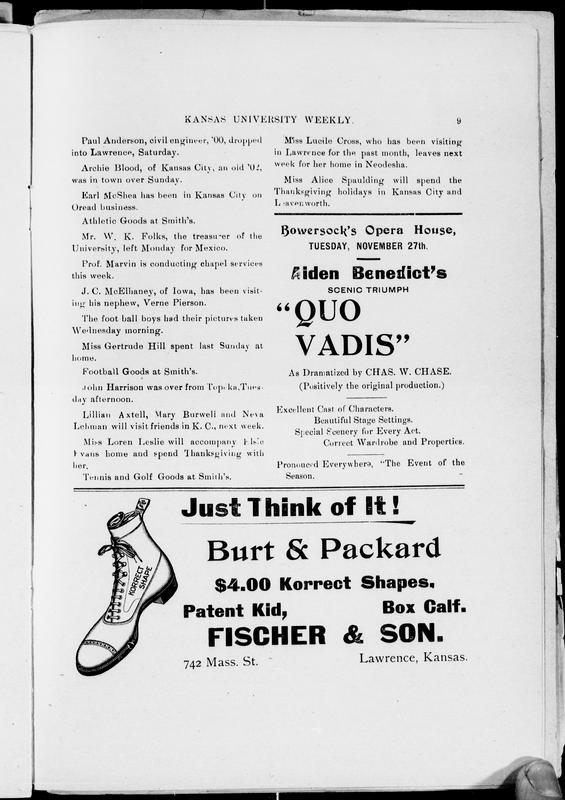 KANSAS UNIVERSITY WEEKLY. 9
Paul Anderson, civil engineer, '00, dropped
into Lawrence, Saturday.
Archie Blood, of Kansas City, an old '02,
was in town over Sunday.
Earl McShea has been in Kansas City on
Oread business.
Athletic Goods at Smith's.
Mr. W. K. Folks, the treasurer of the
University, left Monday for Mexico.
Prof. Marvin is conducting chapel services
this week.
J. C. McElhaney, of Iowa, has been visit-
ing his nephew, Verne Pierson.
The foot ball boys had their pictures taken
Wednesday morning.
Miss Gertrude Hill spent last Sunday at
home.
Football Goods at Smith's.
John Harrison was over from Topeka, Tues-
day afternoon.
Lillian Axtell, Mary Burwell and Neva
Lehman will visit friends in K. C., next week.
Miss Loren Leslie will accompany Elsie
Evans home and spend Thanksgiving with
her.
Tennis and Golf Goods at Smith's.
Miss Lucile Cross, who has been visiting
in Lawrence for the past month, leaves next
week for her home in Neodesha.
Miss Alice Spaulding will spend the
Thanksgiving holidays in Kansas City and
Leavenworth.
Bowersock's Opera House,
TUESDAY, NOVEMBER 27th.
Aiden Benedict's
SCENIC TRIUMPH
"QUO
VADIS"
As Dramatized by CHAS. W. CHASE.
(Positively the original production.)
Excellent Cast of Characters.
Beautiful Stage Settings.
Special Scenery for Every Act.
Correct Wardrobe and Properties.
Pronouced Everywhere, "The Event of the
Season.
Just Think of It!
KORRECT
SHAPE
Burt & Packard
$4.00 Korrect Shapes.
Patent Kid, Box Calf.
FISCHER & SON.
742 Mass. St. Lawrence, Kansas.